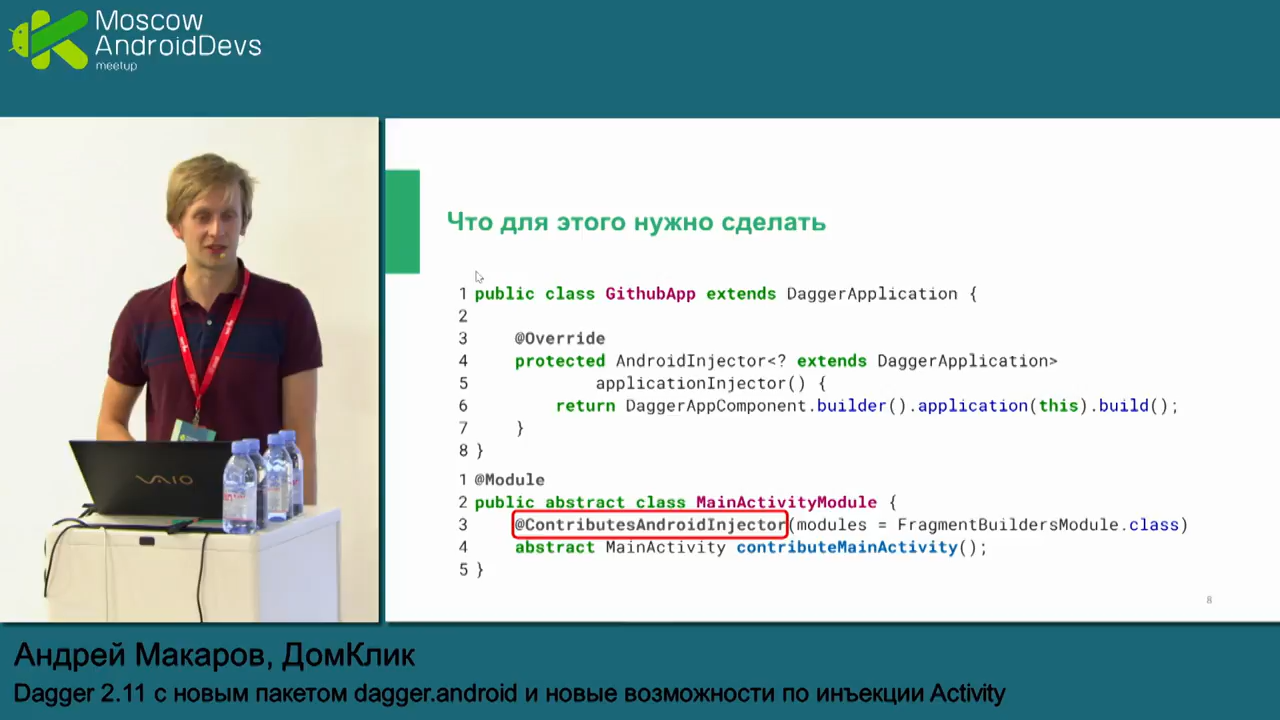 Moscow
AndroidDevs
meetup
Что для этого нужно сделать
1 public class GithubApp extends DaggerApplication {
2
3 @Override
4 protected AndroidInjector<? extends DaggerApplication>
5 applicationInjector() {
6 return DaggerAppComponent.builder().application(this).build();
7 }
8 }
1 @Module
2 public abstract class MainActivityModule {
3 @ContributesAndroidInjector(modules = FragmentBuildersModule.class)
4 abstract MainActivity contributeMainActivity();
5 }
8
VAIO
Андрей Макаров, ДомКлик
Dagger 2.11 с новым пакетом dagger.android и новые возможности по инъекции Activity